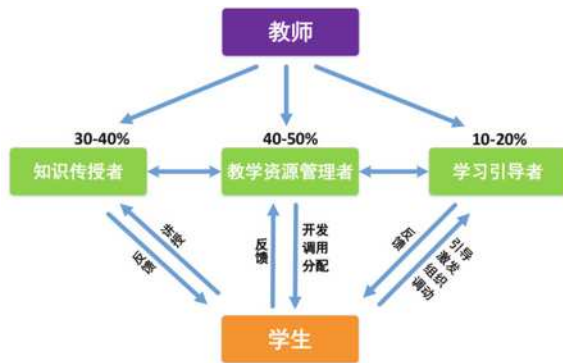 教师
30-40%
40-50%
10-20%
知识传授者
教学资源管理者
学习引导者
反馈
反馈
开发
调用
分配
反馈
引导
激发
组织
调动
学生